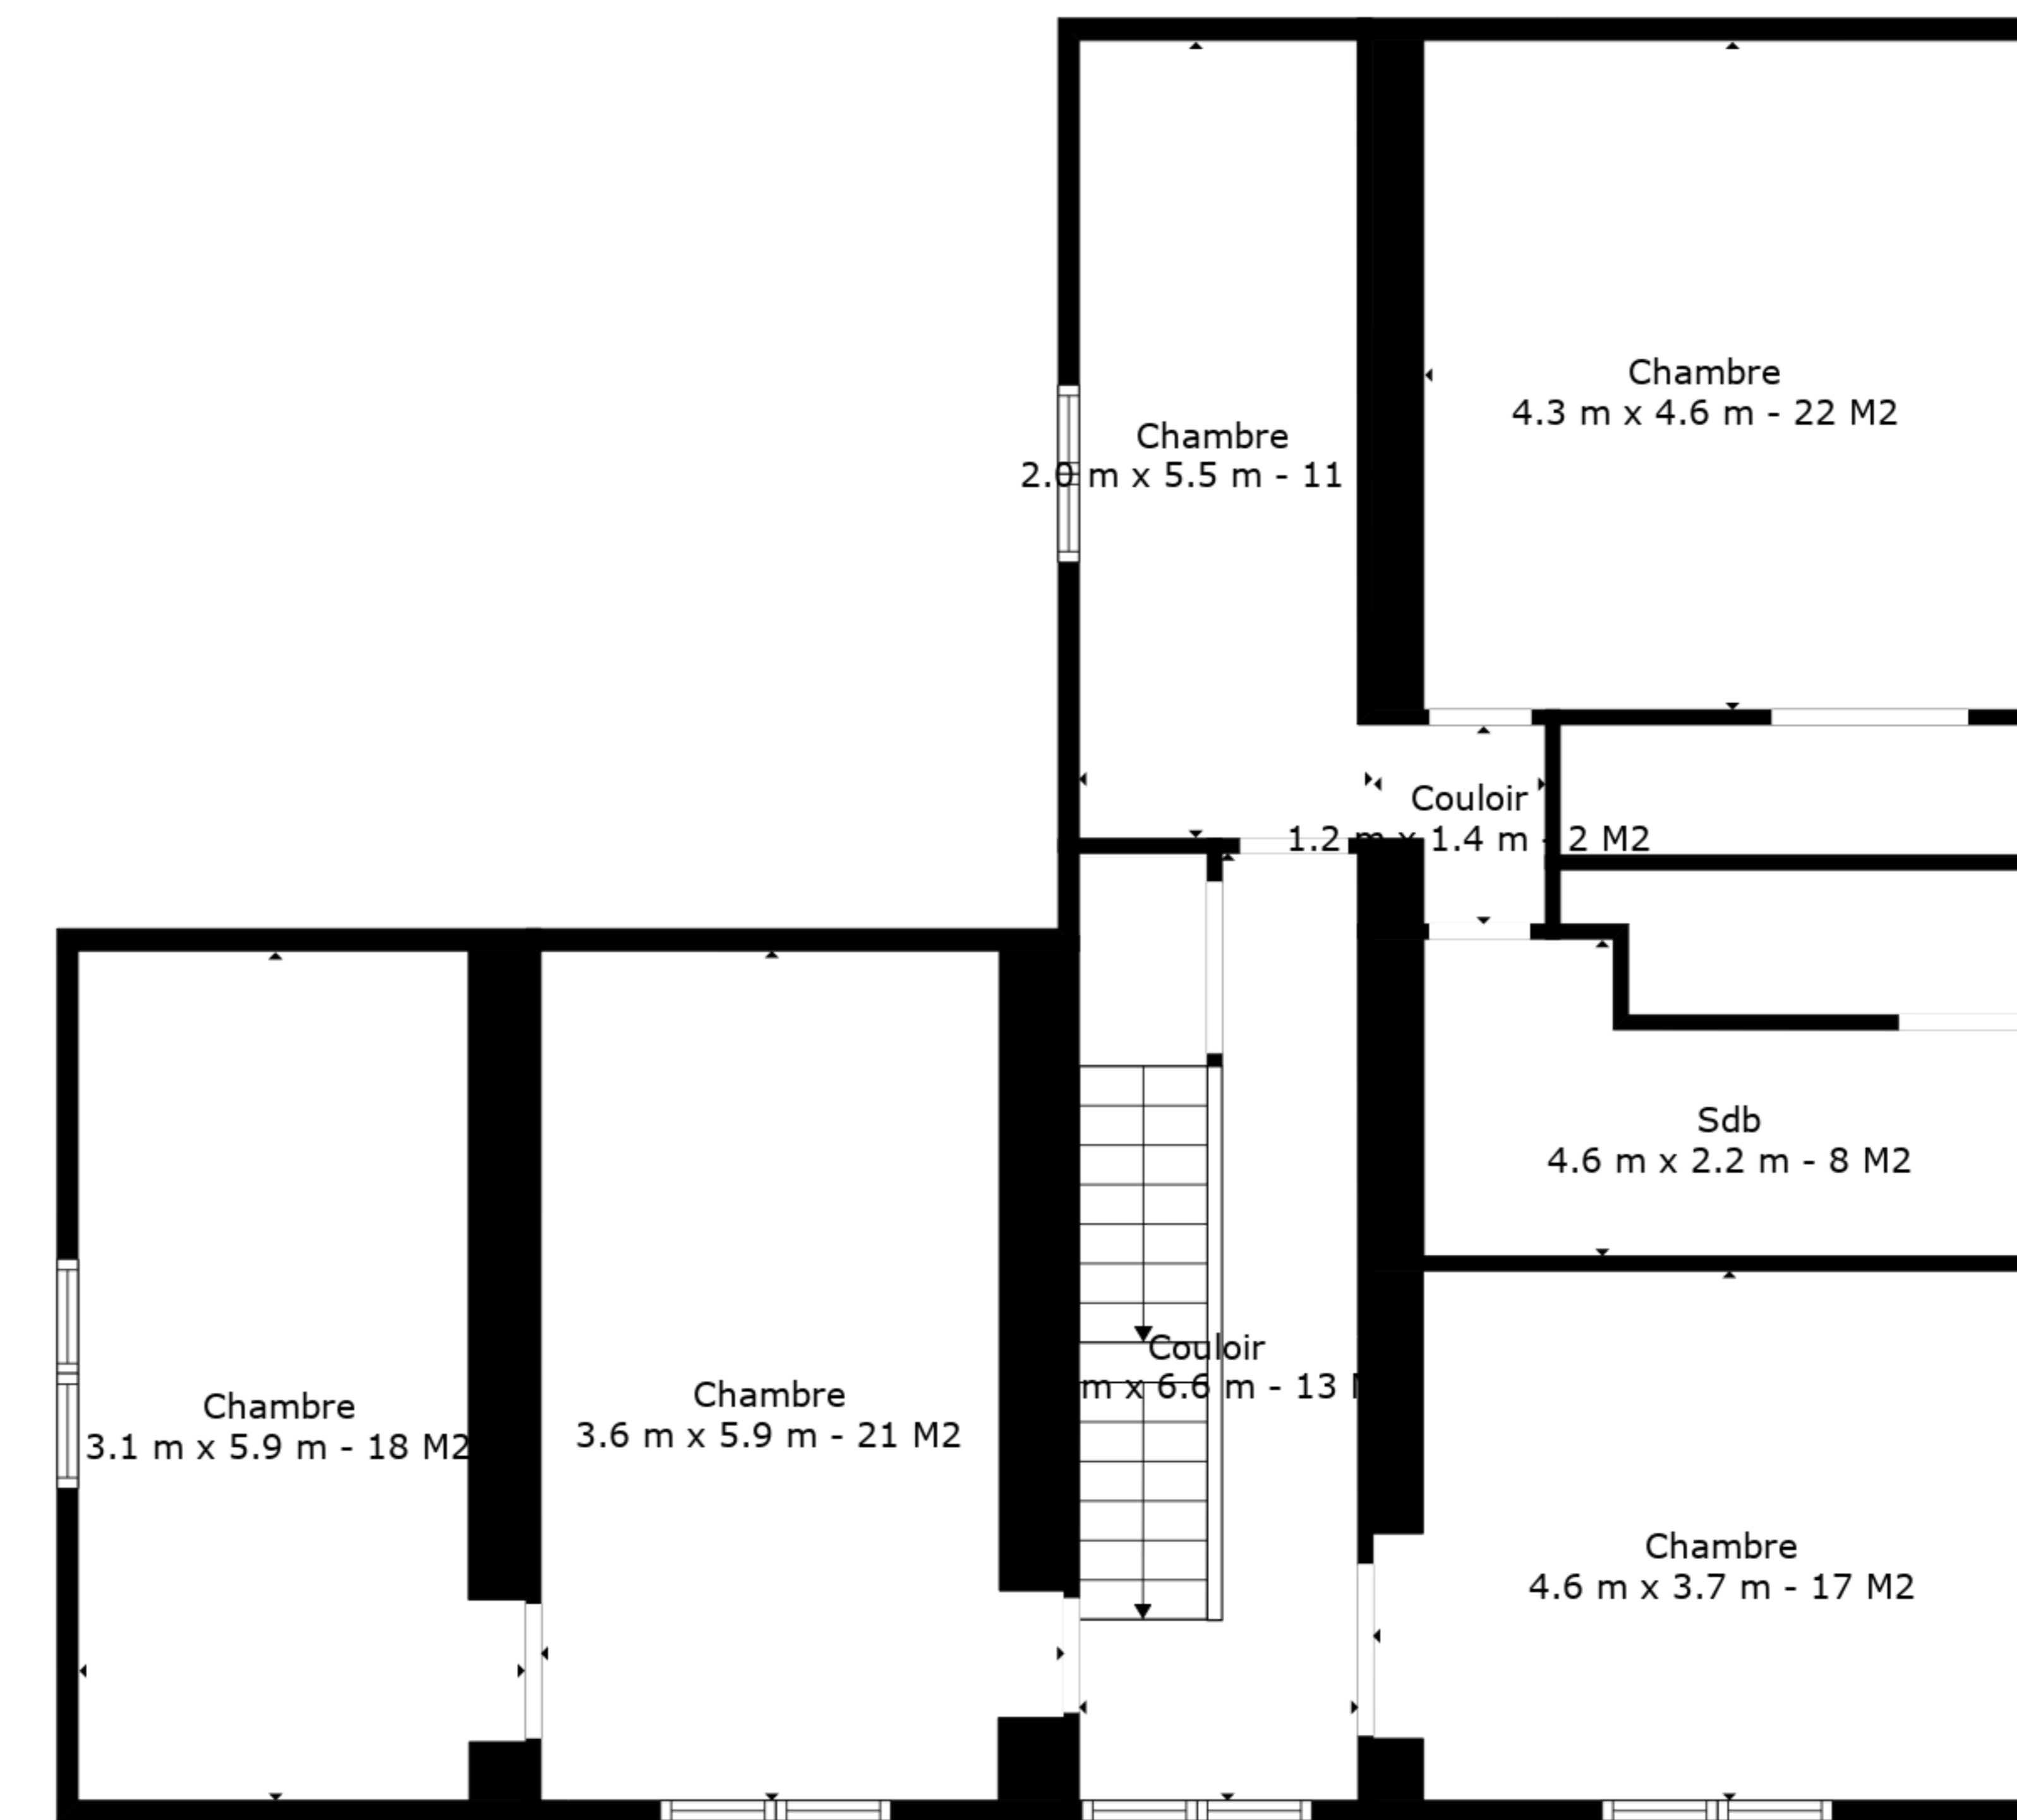 Chambre
4.3 m x 4.6 m - 22 M2
Chambre
2.0 m x 5.5 m - 11
Couloir
1.2 m x 1.4 m - 2 M2
Sdb
4.6 m x 2.2 m - 8 M2
Couloir
m x 6.6 m - 13
Chambre
3.1 m x 5.9 m - 18 M2
Chambre
3.6 m x 5.9 m - 21 M2
Chambre
4.6 m x 3.7 m - 17 M2